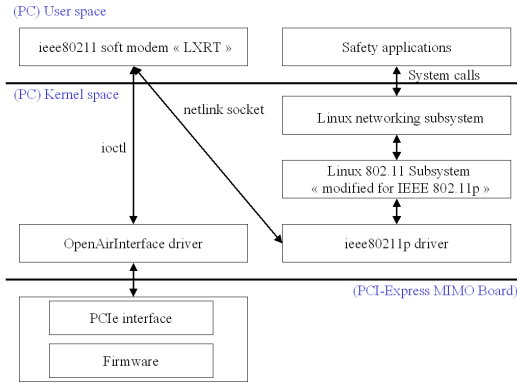 (PC) User space
ieee80211 soft modem « LXRT »
Safety applications
System calls
(PC) Kernel space
netlink socket
Linux networking subsystem
ioctl
Linux 802.11 Subsystem
« modified for IEEE 802.11p »
OpenAirInterface driver
ieee80211p driver
(PCI-Express MIMO Board)
PCIe interface
Firmware